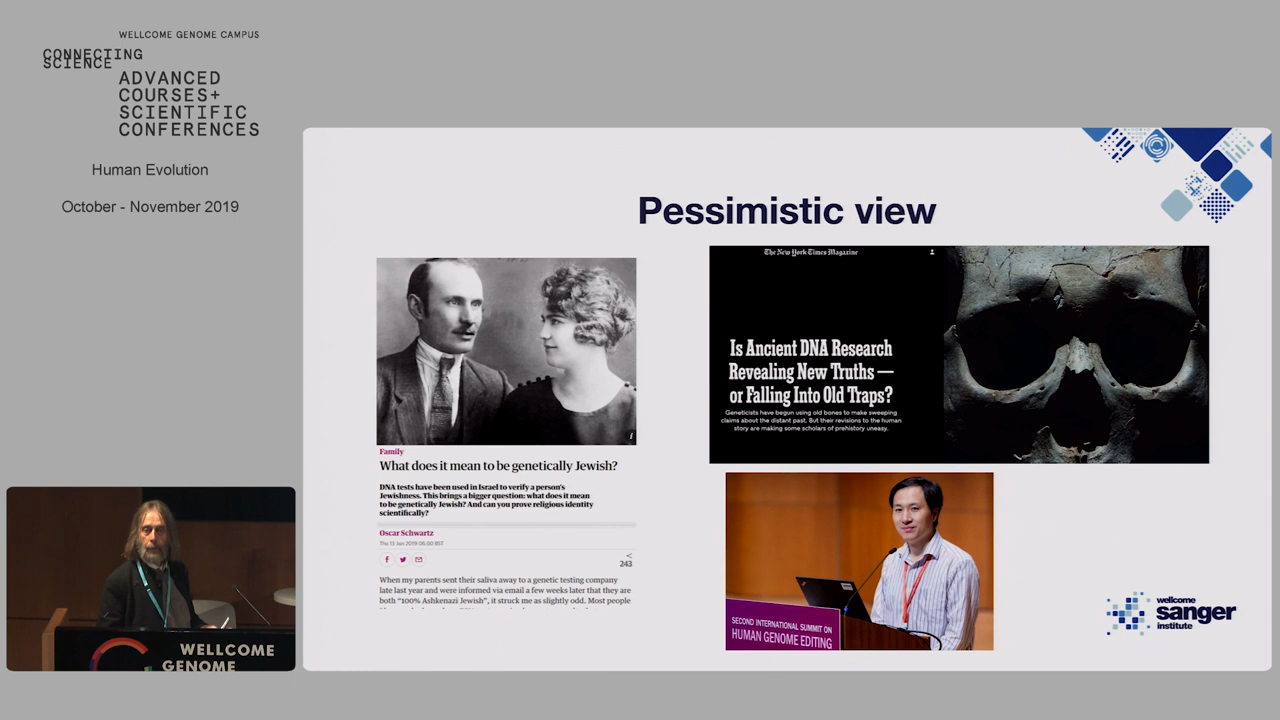 WELLCOME GENOME CAMPUS
CONNECTING
SCIENCE
ADVANCED
COURSES+
SCIENTIFIC
CONFERENCES
Human Evolution
October - November 2019
Pessimistic view
Family
What does it mean to be genetically Jewish?
DNA tests have been used in Israel to verify a person's
Jewishness. This brings a bigger question: what does it mean
to be genetically Jewish? And can you prove religious identity
scientifically?
Oscar Schwartz
Thu 13 Jun 2019 06.00 BST
243
When my parents sent their saliva away to a genetic testing company
late last year and were informed via email a few weeks later that they are
both “100% Ashkenazi Jewish”, it struck me as slightly odd. Most people
The New York Times Magazine
Is Ancient DNA Research
Revealing New Truths —
or Falling Into Old Traps?
Geneticists have begun using old bones to make sweeping
claims about the distant past. But their revisions to the human
story are making some scholars of prehistory uneasy.
SECOND INTERNATIONAL SUMMIT ON
HUMAN GENOME EDITING
wellcome
sanger
institute
WELLCOME
GENOME